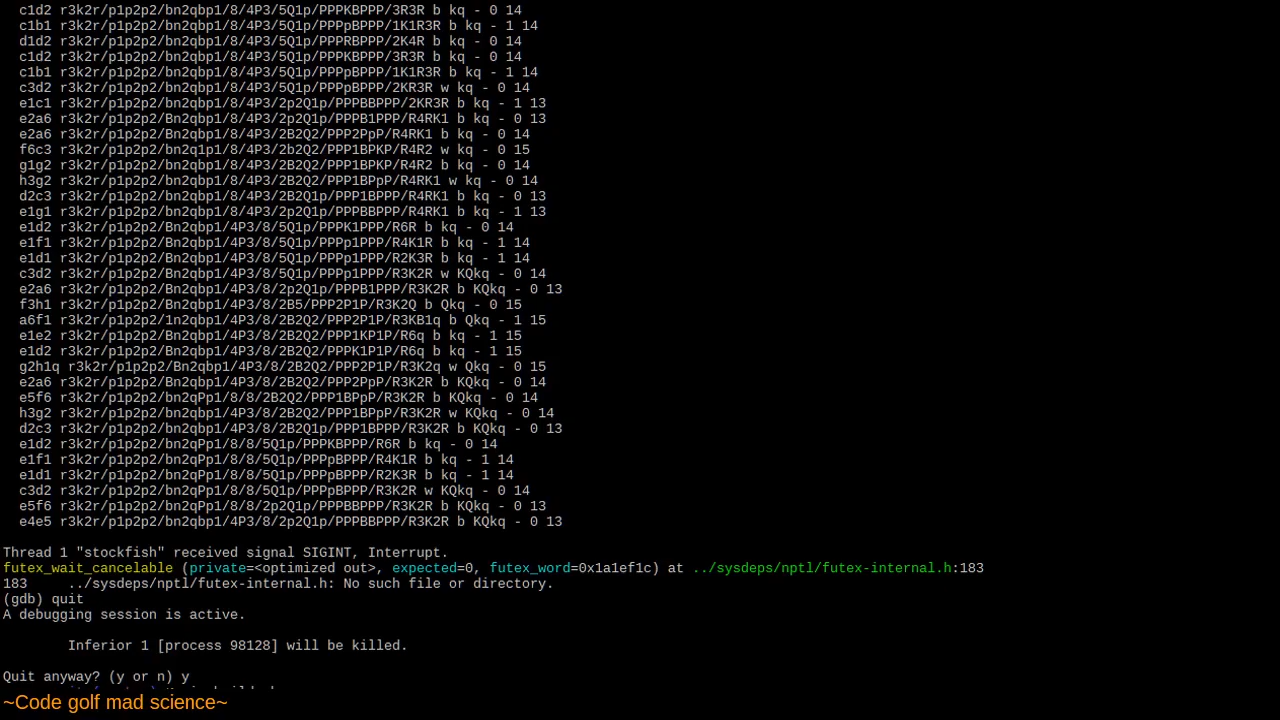 c1d2 r3k2r/p1p2p2/bn2qbp1/8/4P3/5Q1p/PPPKBPPP/3R3R b kq - 0 14
c1b1 r3k2r/p1p2p2/bn2qbp1/8/4P3/5Q1p/PPPpBPPP/1K1R3R b kq - 1 14
d1d2 r3k2r/p1p2p2/bn2qbp1/8/4P3/5Q1p/PPPRBPPP/2K4R b kq - 0 14
c1d2 r3k2r/p1p2p2/bn2qbp1/8/4P3/5Q1p/PPPKBPPP/3R3R b kq - 0 14
c1b1 r3k2r/p1p2p2/bn2qbp1/8/4P3/5Q1p/PPPpBPPP/1K1R3R b kq - 1 14
c3d2 r3k2r/p1p2p2/bn2qbp1/8/4P3/5Q1p/PPPpBPPP/2KR3R w kq - 0 14
e1c1 r3k2r/p1p2p2/bn2qbp1/8/4P3/2p2Q1p/PPPBBPPP/2KR3R b kq - 1 13
e2a6 r3k2r/p1p2p2/Bn2qbp1/8/4P3/2p2Q1p/PPPB1PPP/R4RK1 b kq - 0 13
e2a6 r3k2r/p1p2p2/Bn2qbp1/8/4P3/2B2Q2/PPP2PpP/R4RK1 b kq - 0 14
f6c3 r3k2r/p1p2p2/bn2q1p1/8/4P3/2b2Q2/PPP1BPKP/R4R2 w kq - 0 15
g1g2 r3k2r/p1p2p2/bn2qbp1/8/4P3/2B2Q2/PPP1BPKP/R4R2 b kq - 0 14
h3g2 r3k2r/p1p2p2/bn2qbp1/8/4P3/2B2Q2/PPP1BPpP/R4RK1 w kq - 0 14
d2c3 r3k2r/p1p2p2/bn2qbp1/8/4P3/2B2Q1p/PPP1BPPP/R4RK1 b kq - 0 13
e1g1 r3k2r/p1p2p2/bn2qbp1/8/4P3/2p2Q1p/PPPBBPPP/R4RK1 b kq - 1 13
e1d2 r3k2r/p1p2p2/Bn2qbp1/4P3/8/5Q1p/PPPK1PPP/R6R b kq - 0 14
e1f1 r3k2r/p1p2p2/Bn2qbp1/4P3/8/5Q1p/PPPp1PPP/R4K1R b kq - 1 14
e1d1 r3k2r/p1p2p2/Bn2qbp1/4P3/8/5Q1p/PPPp1PPP/R2K3R b kq - 1 14
c3d2 r3k2r/p1p2p2/Bn2qbp1/4P3/8/5Q1p/PPPp1PPP/R3K2R w KQkq - 0 14
e2a6 r3k2r/p1p2p2/Bn2qbp1/4P3/8/2p2Q1p/PPPB1PPP/R3K2R b KQkq - 0 13
f3h1 r3k2r/p1p2p2/Bn2qbp1/4P3/8/2B5/PPP2P1P/R3K2Q b Qkq - 0 15
a6f1 r3k2r/p1p2p2/1n2qbp1/4P3/8/2B2Q2/PPP2P1P/R3KB1q b Qkq - 1 15
e1e2 r3k2r/p1p2p2/Bn2qbp1/4P3/8/2B2Q2/PPP1KP1P/R6q b kq - 1 15
e1d2 r3k2r/p1p2p2/Bn2qbp1/4P3/8/2B2Q2/PPPK1P1P/R6q b kq - 1 15
g2h1q r3k2r/p1p2p2/Bn2qbp1/4P3/8/2B2Q2/PPP2P1P/R3K2q w Qkq - 0 15
e2a6 r3k2r/p1p2p2/Bn2qbp1/4P3/8/2B2Q2/PPP2PpP/R3K2R b KQkq - 0 14
e5f6 r3k2r/p1p2p2/bn2qPp1/8/8/2B2Q2/PPP1BPpP/R3K2R b KQkq - 0 14
h3g2 r3k2r/p1p2p2/bn2qbp1/4P3/8/2B2Q2/PPP1BPpP/R3K2R w KQkq - 0 14
d2c3 r3k2r/p1p2p2/bn2qbp1/4P3/8/2B2Q1p/PPP1BPPP/R3K2R b KQkq - 0 13
e1d2 r3k2r/p1p2p2/bn2qPp1/8/8/5Q1p/PPPKBPPP/R6R b kq - 0 14
e1f1 r3k2r/p1p2p2/bn2qPp1/8/8/5Q1p/PPPpBPPP/R4K1R b kq - 1 14
e1d1 r3k2r/p1p2p2/bn2qPp1/8/8/5Q1p/PPPpBPPP/R2K3R b kq - 1 14
c3d2 r3k2r/p1p2p2/bn2qPp1/8/8/5Q1p/PPPpBPPP/R3K2R w KQkq - 0 14
e5f6 r3k2r/p1p2p2/bn2qPp1/8/8/2p2Q1p/PPPBBPPP/R3K2R b KQkq - 0 13
e4e5 r3k2r/p1p2p2/bn2qbp1/4P3/8/2p2Q1p/PPPBBPPP/R3K2R b KQkq - 0 13
Thread 1 "stockfish" received signal SIGINT, Interrupt.
futex_wait_cancelable (private=<optimized out>, expected=0, futex_word=0x1a1ef1c) at ../sysdeps/nptl/futex-internal.h:183
183 ../sysdeps/nptl/futex-internal.h: No such file or directory.
(gdb) quit
A debugging session is active.
Inferior 1 [process 98128] will be killed.
Quit anyway? (y or n) y
~Code golf mad science~